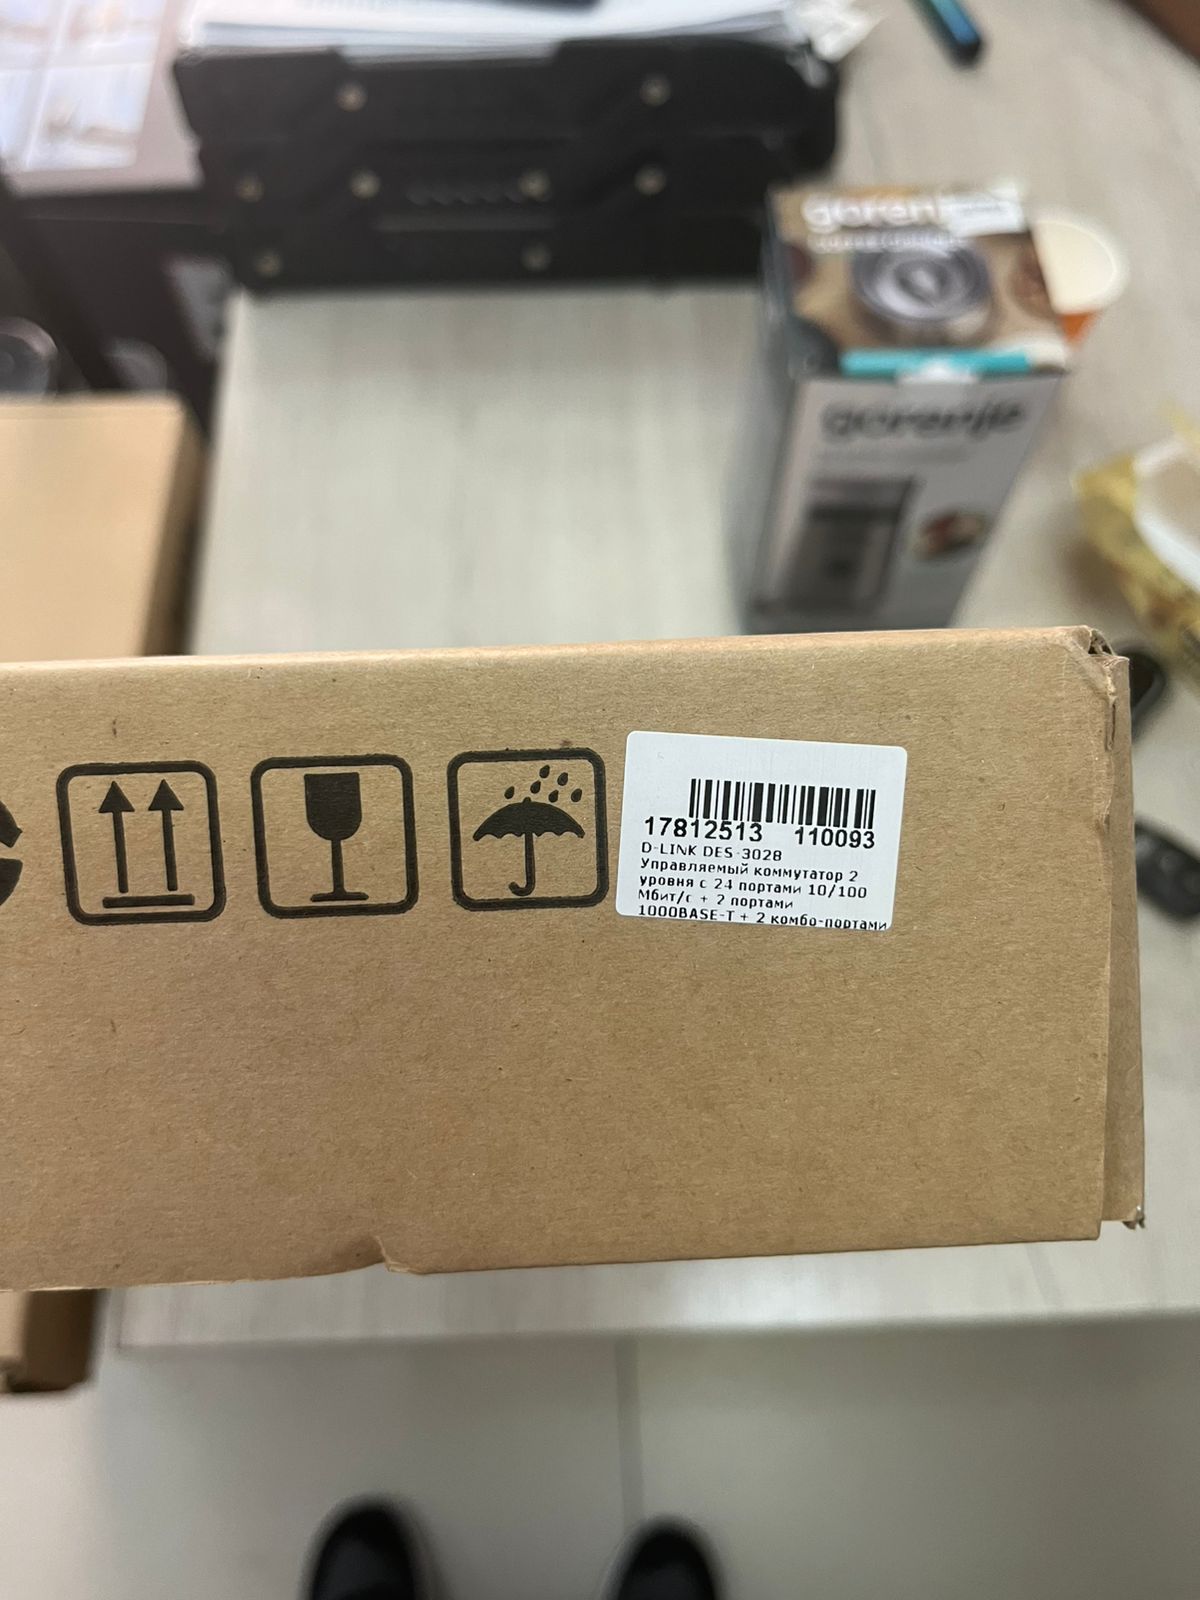 gorenje
17812513 110093
D-LINK DES-3028
Управляемый коммутатор 2
уровня с 24 портами 10/100
Мбит/с + 2 портами
1000BASE-T + 2 комбо-портами